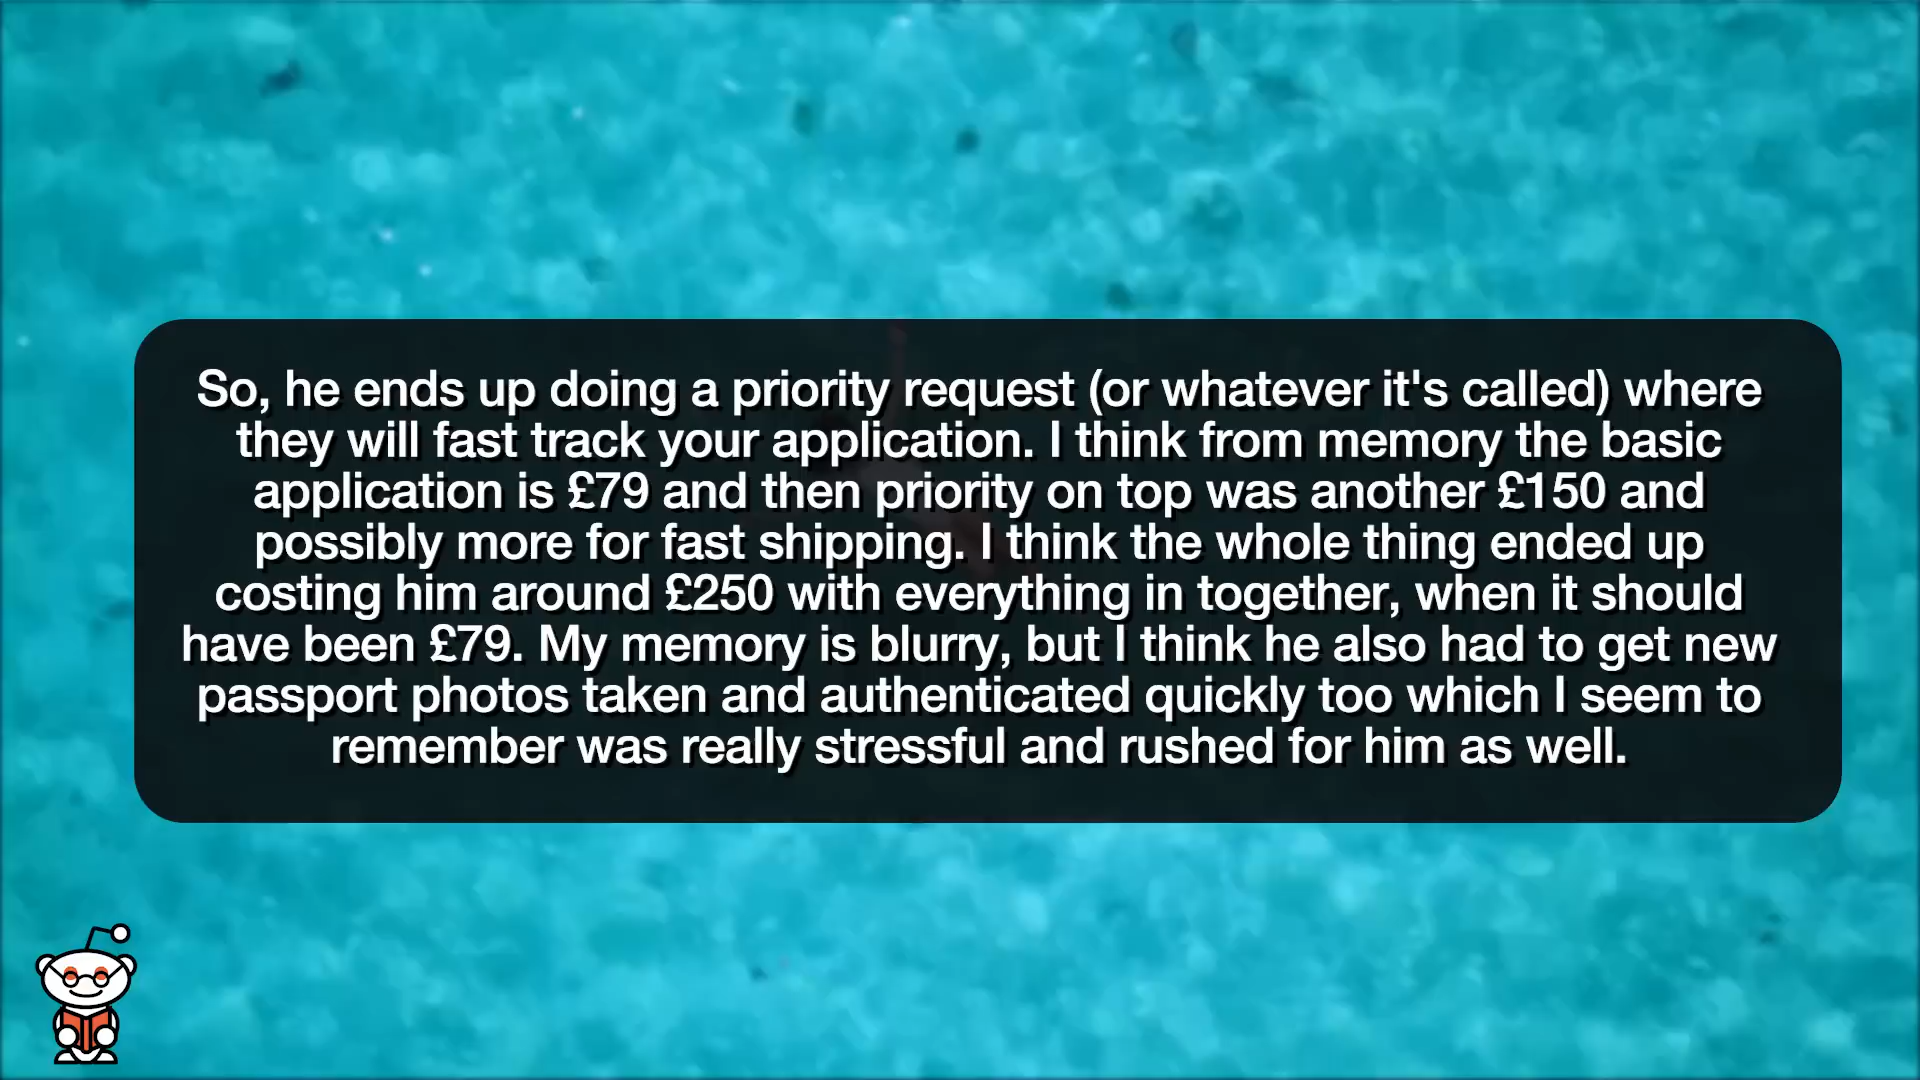 So, he ends up doing a priority request (or whatever it's called) where
they will fast track your application. I think from memory the basic
application is £79 and then priority on top was another £150 and
possibly more for fast shipping. I think the whole thing ended up
costing him around £250 with everything in together, when it should
have been £79. My memory is blurry, but I think he also had to get new
passport photos taken and authenticated quickly too which I seem to
remember was really stressful and rushed for him as well.